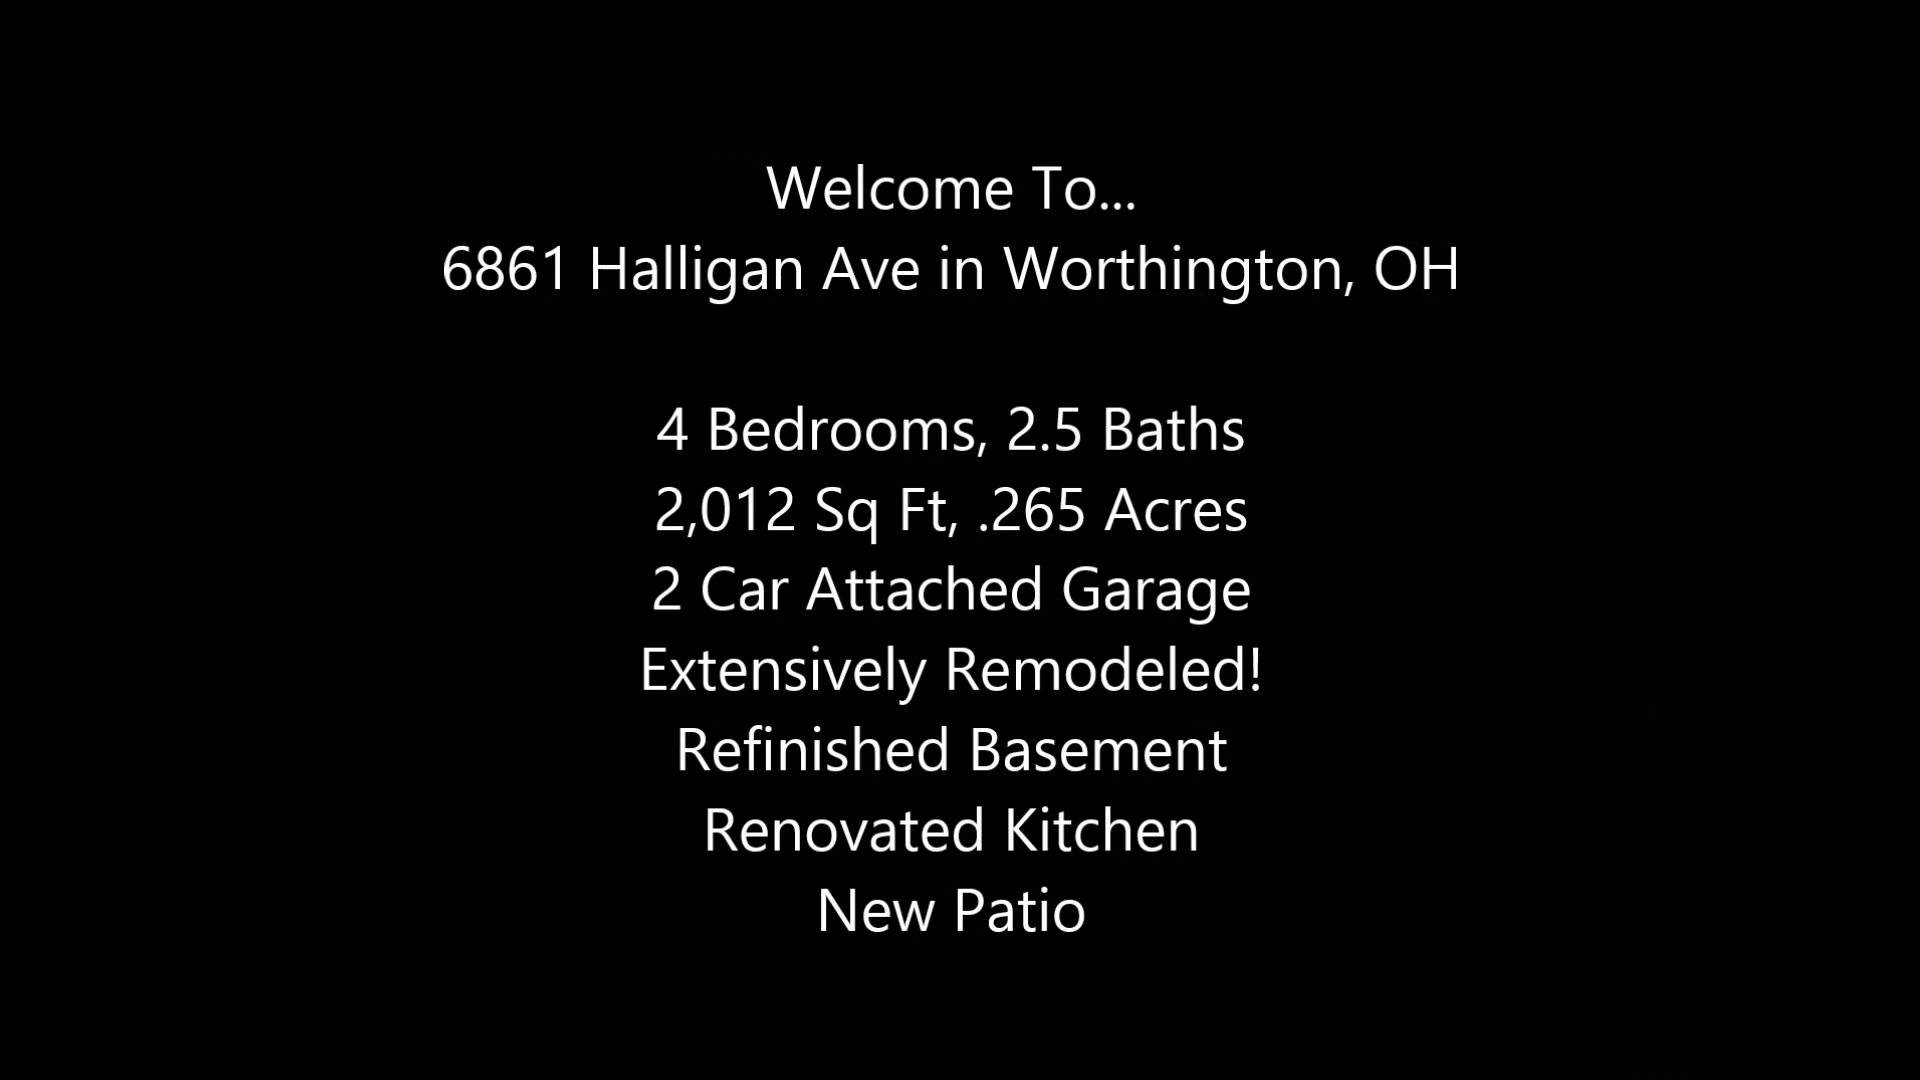 Welcome To...
6861 Halligan Ave in Worthington, OH
4 Bedrooms, 2.5 Baths
2,012 Sq Ft, .265 Acres
2 Car Attached Garage
Extensively Remodeled!
Refinished Basement
Renovated Kitchen
New Patio